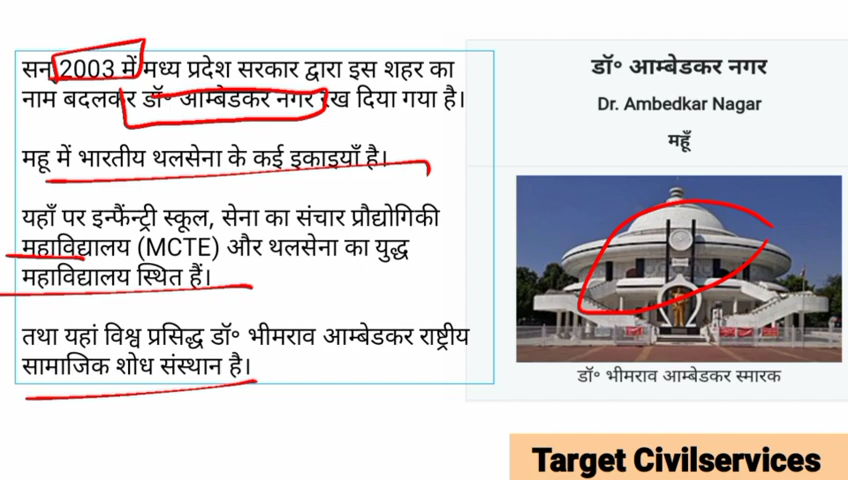 सन् 2003 में मध्य प्रदेश सरकार द्वारा इस शहर का
नाम बदलकर डॉ॰ आम्बेडकर नगर रख दिया गया है।
महू में भारतीय थलसेना के कई इकाइयाँ है।
यहाँ पर इन्फैन्ट्री स्कूल, सेना का संचार प्रौद्योगिकी
महाविद्यालय (MCTE) और थलसेना का युद्ध
महाविद्यालय स्थित हैं।
तथा यहां विश्व प्रसिद्ध डॉ॰ भीमराव आम्बेडकर राष्ट्रीय
सामाजिक शोध संस्थान है।
डॉ॰ आम्बेडकर नगर
Dr. Ambedkar Nagar
महूँ
डॉ॰ भीमराव आम्बेडकर स्मारक
Target Civilservices